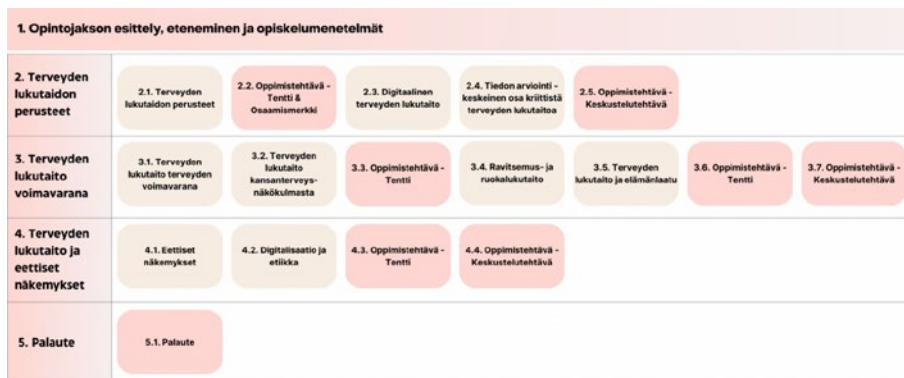 1. Opintojakson esittely, eteneminen ja opiskelumenetelmät
2. Terveyden
lukutaidon
perusteet
2.1. Terveyden
lukutaidon perusteet
2.2. Oppimistehtävä -
Tentti &
Osaamismerkki
2.3. Digitaalinen
terveyden lukutaito
2.4. Tiedon arviointi -
keskeinen osa kriittistä
terveyden lukutaitoa
2.5. Oppimistehtävä -
Keskustelutehtävä
3. Terveyden
lukutaito
voimavarana
3.1. Terveyden
lukutaito terveyden
voimavarana
3.2. Terveyden
lukutaito
kansanterveys-
näkökulmasta
3.3. Oppimistehtävä -
Tentti
3.4. Ravitsemus- ja
ruokalukutaito
3.5. Terveyden
lukutaito ja elämänlaatu
3.6. Oppimistehtävä -
Tentti
3.7. Oppimistehtävä -
Keskustelutehtävä
4. Terveyden
lukutaito ja
eettiset
näkemykset
4.1. Eettiset
näkemykset
4.2. Digitalisaatio ja
etiikka
4.3. Oppimistehtävä -
Tentti
4.4. Oppimistehtävä -
Keskustelutehtävä
5. Palaute
5.1. Palaute